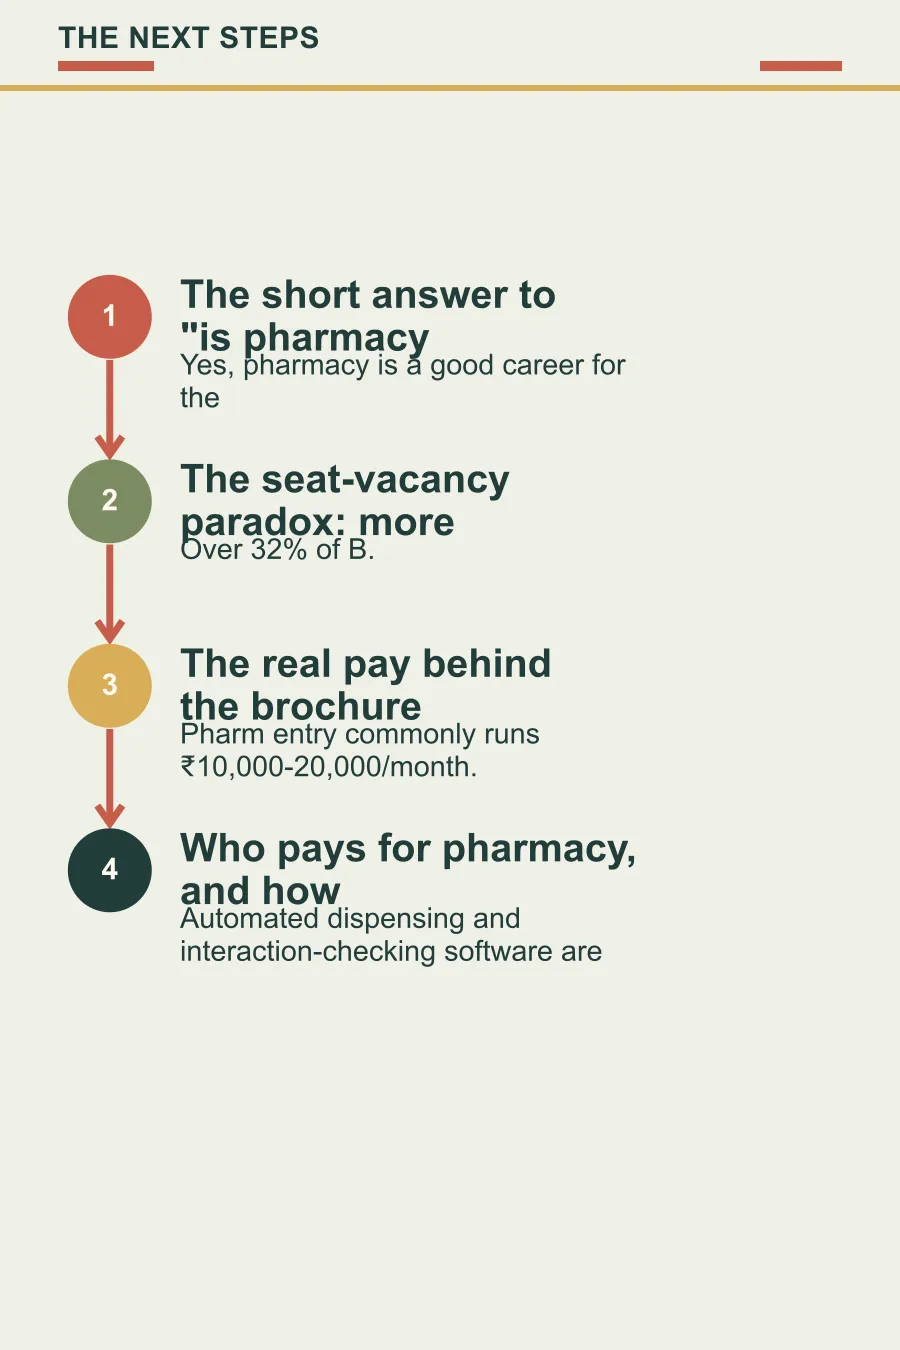 THE NEXT STEPS
1
The short answer to
"is pharmacy
Yes, pharmacy is a good career for
the
2
The seat-vacancy
paradox: more
Over 32% of B.
3
The real pay behind
the brochure
Pharm entry commonly runs
₹10,000-20,000/month.
4
Who pays for pharmacy,
and how
Automated dispensing and
interaction-checking software are